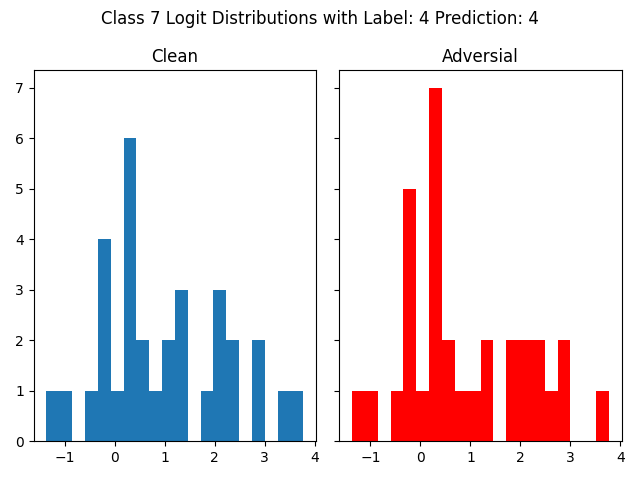 Class 7 Logit Distributions with Label: 4 Prediction: 4
Clean
Adversial
7
6
5
4
3
2
1
0
−1 0 1 2 3 4
−1 0 1 2 3 4